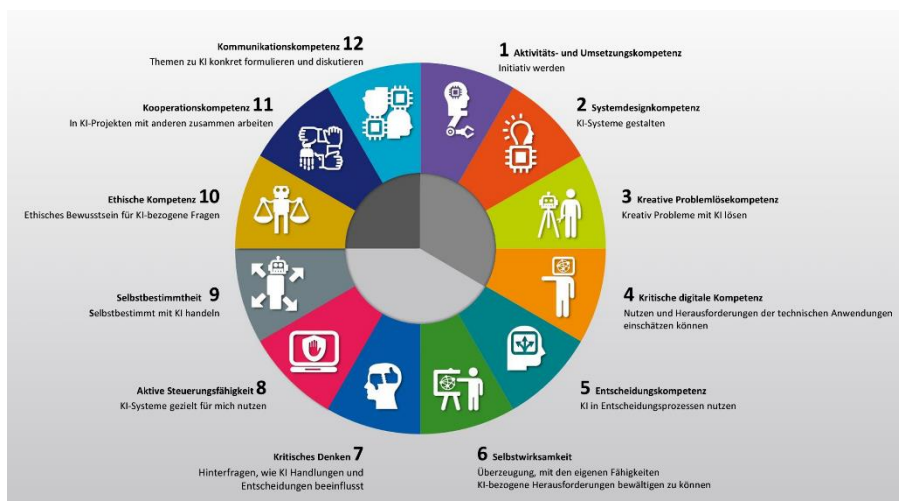 1 Aktivitäts- und Umsetzungskompetenz
Initiativ werden
2 Systemdesignkompetenz
KI-Systeme gestalten
3 Kreative Problemlösekompetenz
Kreativ Probleme mit KI lösen
4 Kritische digitale Kompetenz
Nutzen und Herausforderungen der technischen Anwendungen
einschätzen können
5 Entscheidungskompetenz
KI in Entscheidungsprozessen nutzen
6 Selbstwirksamkeit
Überzeugung, mit den eigenen Fähigkeiten
KI-bezogene Herausforderungen bewältigen zu können
Kritisches Denken 7
Hinterfragen, wie KI Handlungen und
Entscheidungen beeinflusst
Aktive Steuerungsfähigkeit 8
KI-Systeme gezielt für mich nutzen
Selbstbestimmtheit 9
Selbstbestimmt mit KI handeln
Ethische Kompetenz 10
Ethisches Bewusstsein für KI-bezogene Fragen
Kooperationskompetenz 11
In KI-Projekten mit anderen zusammen arbeiten
Kommunikationskompetenz 12
Themen zu KI konkret formulieren und diskutieren